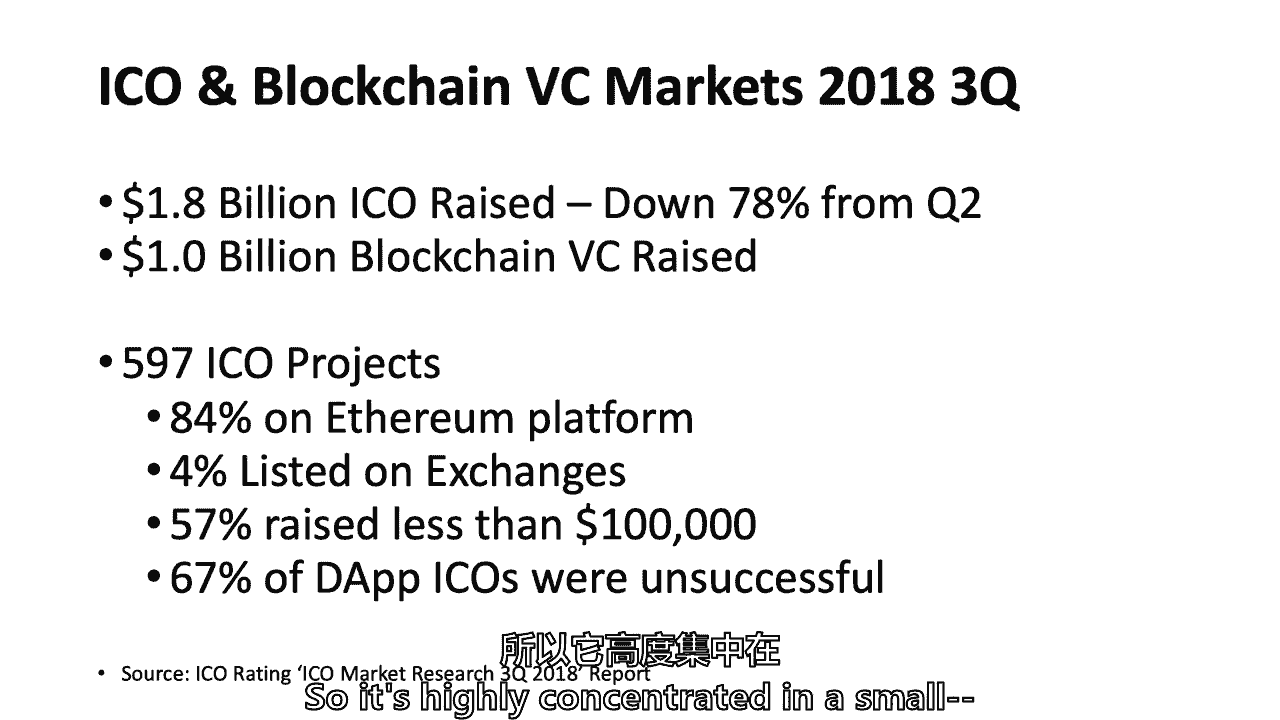 ICO & Blockchain VC Markets 2018 3Q
• $1.8 Billion ICO Raised – Down 78% from Q2
• $1.0 Billion Blockchain VC Raised
• 597 ICO Projects
• 84% on Ethereum platform
• 4% Listed on Exchanges
• 57% raised less than $100,000
• 67% of DApp ICOs were unsuccessful
所以它高度集中在
• Source: ICO Rating ‘ICO Market Research 3Q 2018’ Report
So it's highly concentrated in a small--